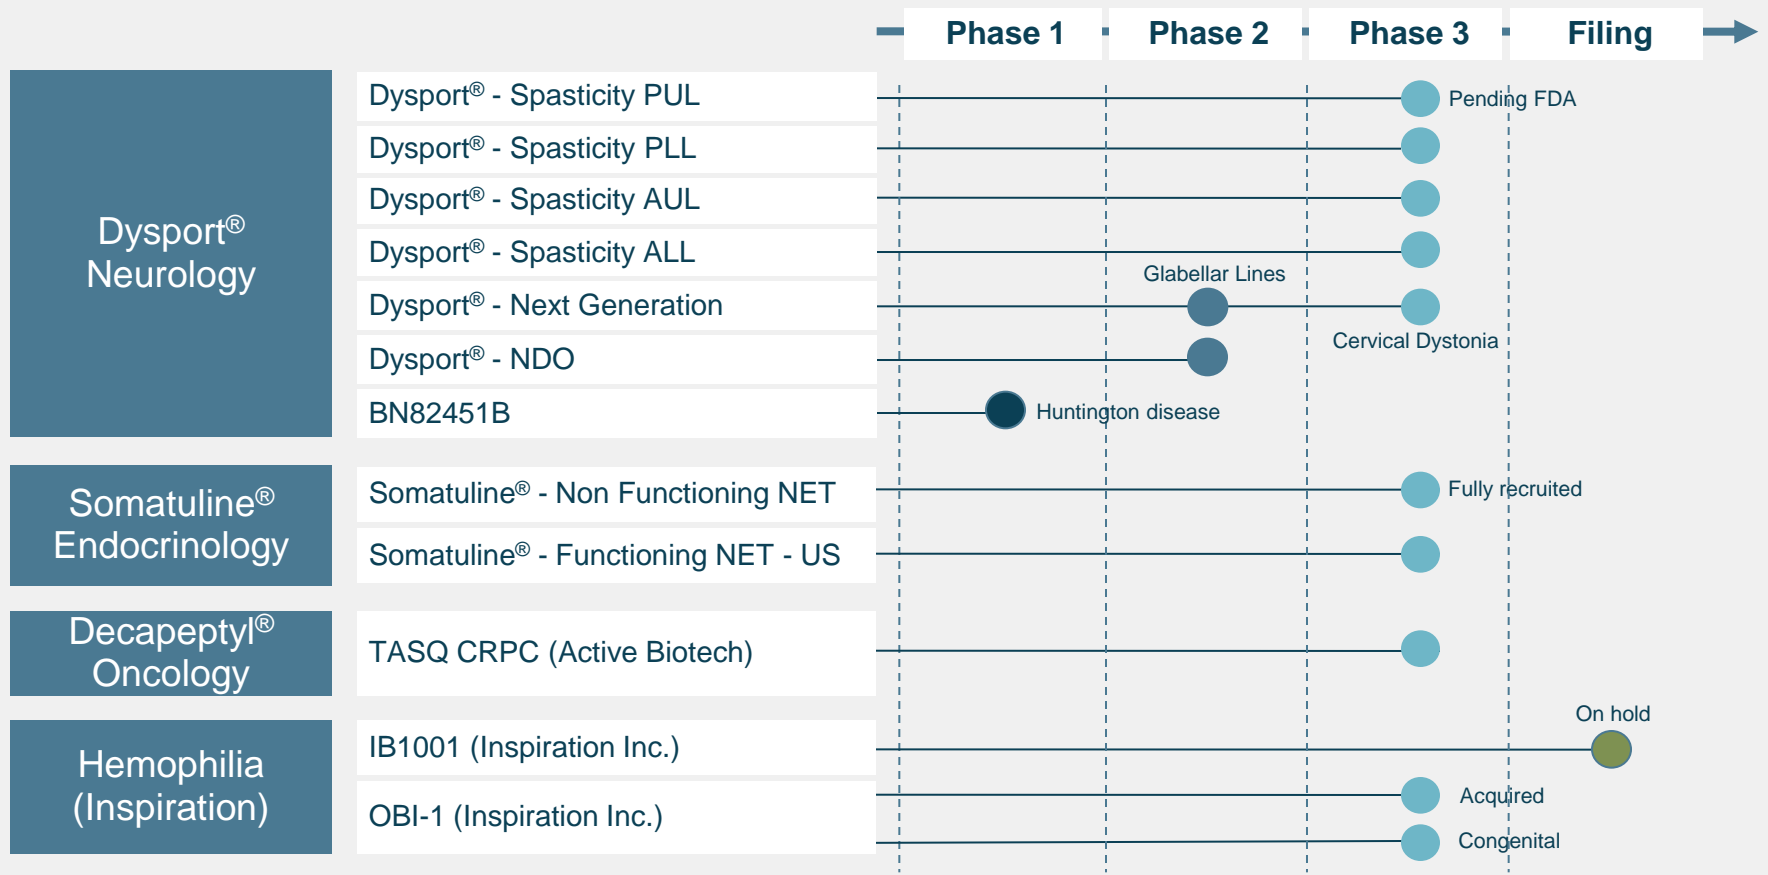 Phase 1 Phase 2 Phase 3 Filing
Dysport®
Neurology
Dysport® - Spasticity PUL
Pending FDA
Dysport® - Spasticity PLL
Dysport® - Spasticity AUL
Dysport® - Spasticity ALL
Glabellar Lines
Dysport® - Next Generation
Cervical Dystonia
Dysport® - NDO
BN82451B
Huntington disease
Somatuline®
Endocrinology
Somatuline® - Non Functioning NET
Fully recruited
Somatuline® - Functioning NET - US
Decapeptyl®
Oncology
TASQ CRPC (Active Biotech)
Hemophilia
(Inspiration)
On hold
IB1001 (Inspiration Inc.)
OBI-1 (Inspiration Inc.)
Acquired
Congenital